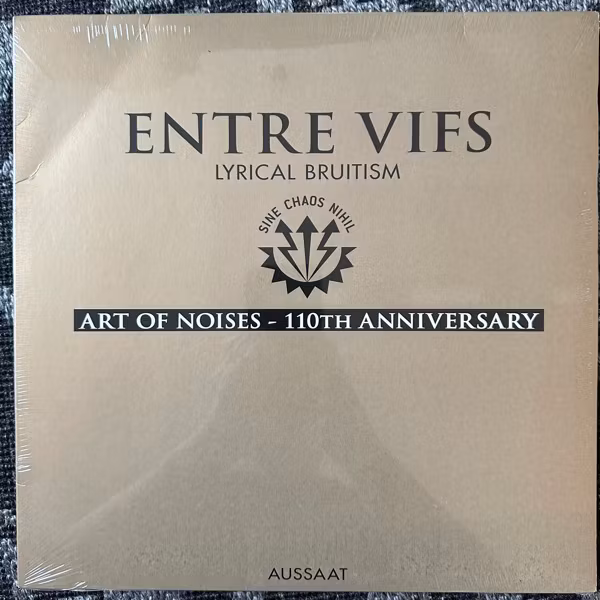 ENTRE VIFS
LYRICAL BRUITISM
SINE CHAOS NIHIL
ART OF NOISES - 110TH ANNIVERSARY
AUSSAAT